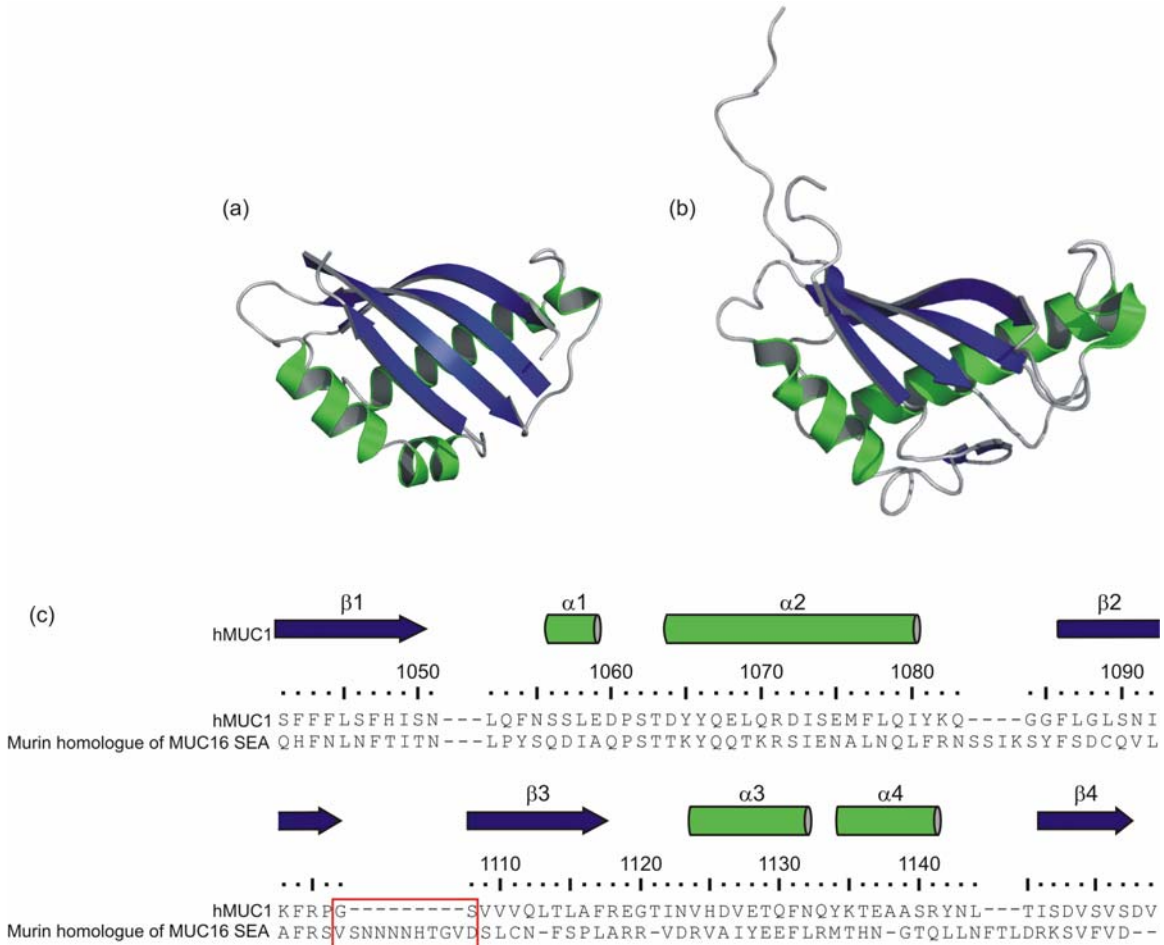 (a)
(b)
(c)
β1 α1 α2 β2
hMUC1
1050 1060 1070 1080 1090
hMUC1 SFFFLSFHISN---LQFNSSLEDPSTDYYQELQRDISEMFLQIYKQ----GGFLGLSNI
Murin homologue of MUC16 SEA QHFNLNFTITN---LPYSQDIAQPSTTKYQQTKRSIENALNQLFRNSSIKSYFSDCQVL
β3 α3 α4 β4
1110 1120 1130 1140
hMUC1 KFRPG---------SVVVQLTLAFREGTINVHDVETQFNQYKTEAASRYNL---TISDVSVSDV
Murin homologue of MUC16 SEA AFRSVSNNNNHTGVDSLCN-FSPLARR-VDRVAIYEEFLRMTHN-GTQLLNFTLDRKSVFVD--